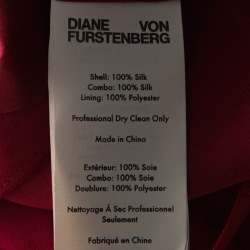 DIANE VON
FURSTENBERG
Shell: 100% Silk
Combo: 100% Silk
Lining: 100% Polyester
Professional Dry Clean Only
Made in China
Extérieur: 100% Soie
Combo: 100% Soie
Doublure: 100% Polyester
Nettoyage À Sec Professionnel
Seulement
Fabriqué en Chine